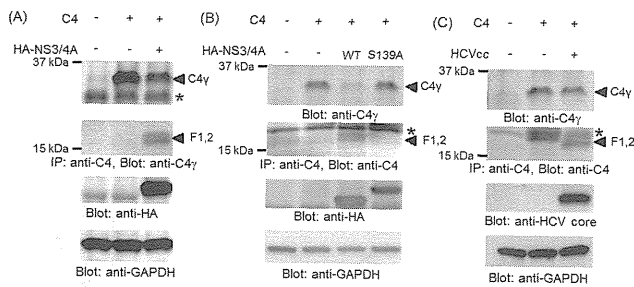 (A)
C4 - + +
HA-NS3/4A - - +
37 kDa
C4γ
*
F1,2
15 kDa
IP: anti-C4, Blot: anti-C4γ
Blot: anti-HA
Blot: anti-GAPDH
(B)
C4 - + + +
HA-NS3/4A - - WT S139A
37 kDa
C4γ
Blot: anti-C4γ
*
F1,2
15 kDa
IP: anti-C4, Blot: anti-C4
Blot: anti-HA
Blot: anti-GAPDH
(C)
C4 - + +
HCVcc - - +
37 kDa
C4γ
Blot: anti-C4γ
*
F1,2
15 kDa
IP: anti-C4, Blot: anti-C4
Blot: anti-HCV core
Blot: anti-GAPDH